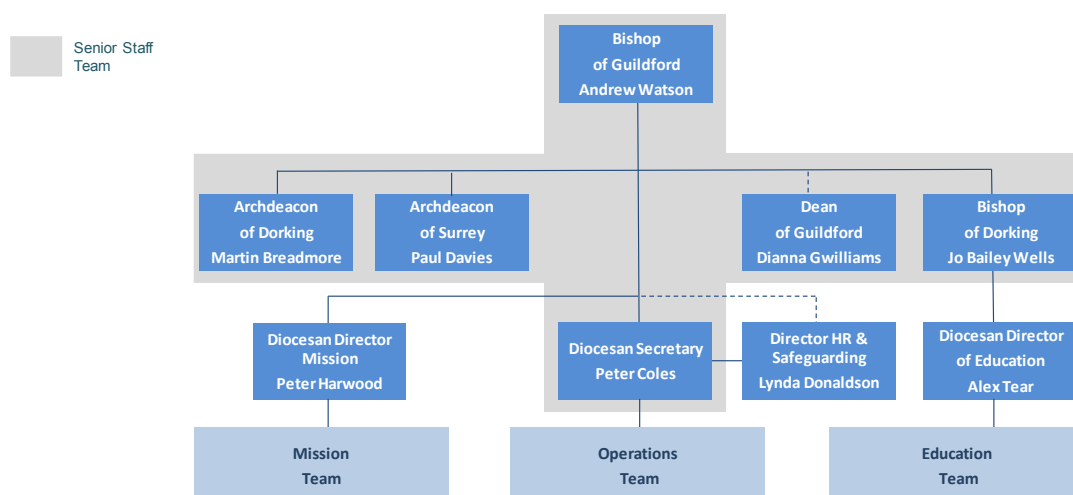 Senior Staff
Team
Bishop
of Guildford
Andrew Watson
Archdeacon
of Dorking
Martin Breadmore
Archdeacon
of Surrey
Paul Davies
Dean
of Guildford
Dianna Gwilliams
Bishop
of Dorking
Jo Bailey Wells
Diocesan Director
Mission
Peter Harwood
Diocesan Secretary
Peter Coles
Director HR &
Safeguarding
Lynda Donaldson
Diocesan Director
of Education
Alex Tear
Mission
Team
Operations
Team
Education
Team